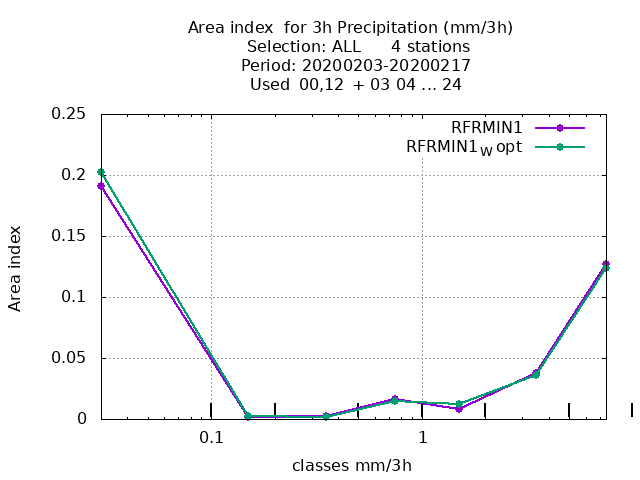 Area index  for 3h Precipitation (mm/3h)
Selection: ALL      4 stations
Period: 20200203-20200217
Used  00,12  + 03 04 ... 24
RFRMIN1
RFRMIN1w opt
0.25
0.2
0.15
0.1
0.05
0
Area index
0.1
1
classes mm/3h